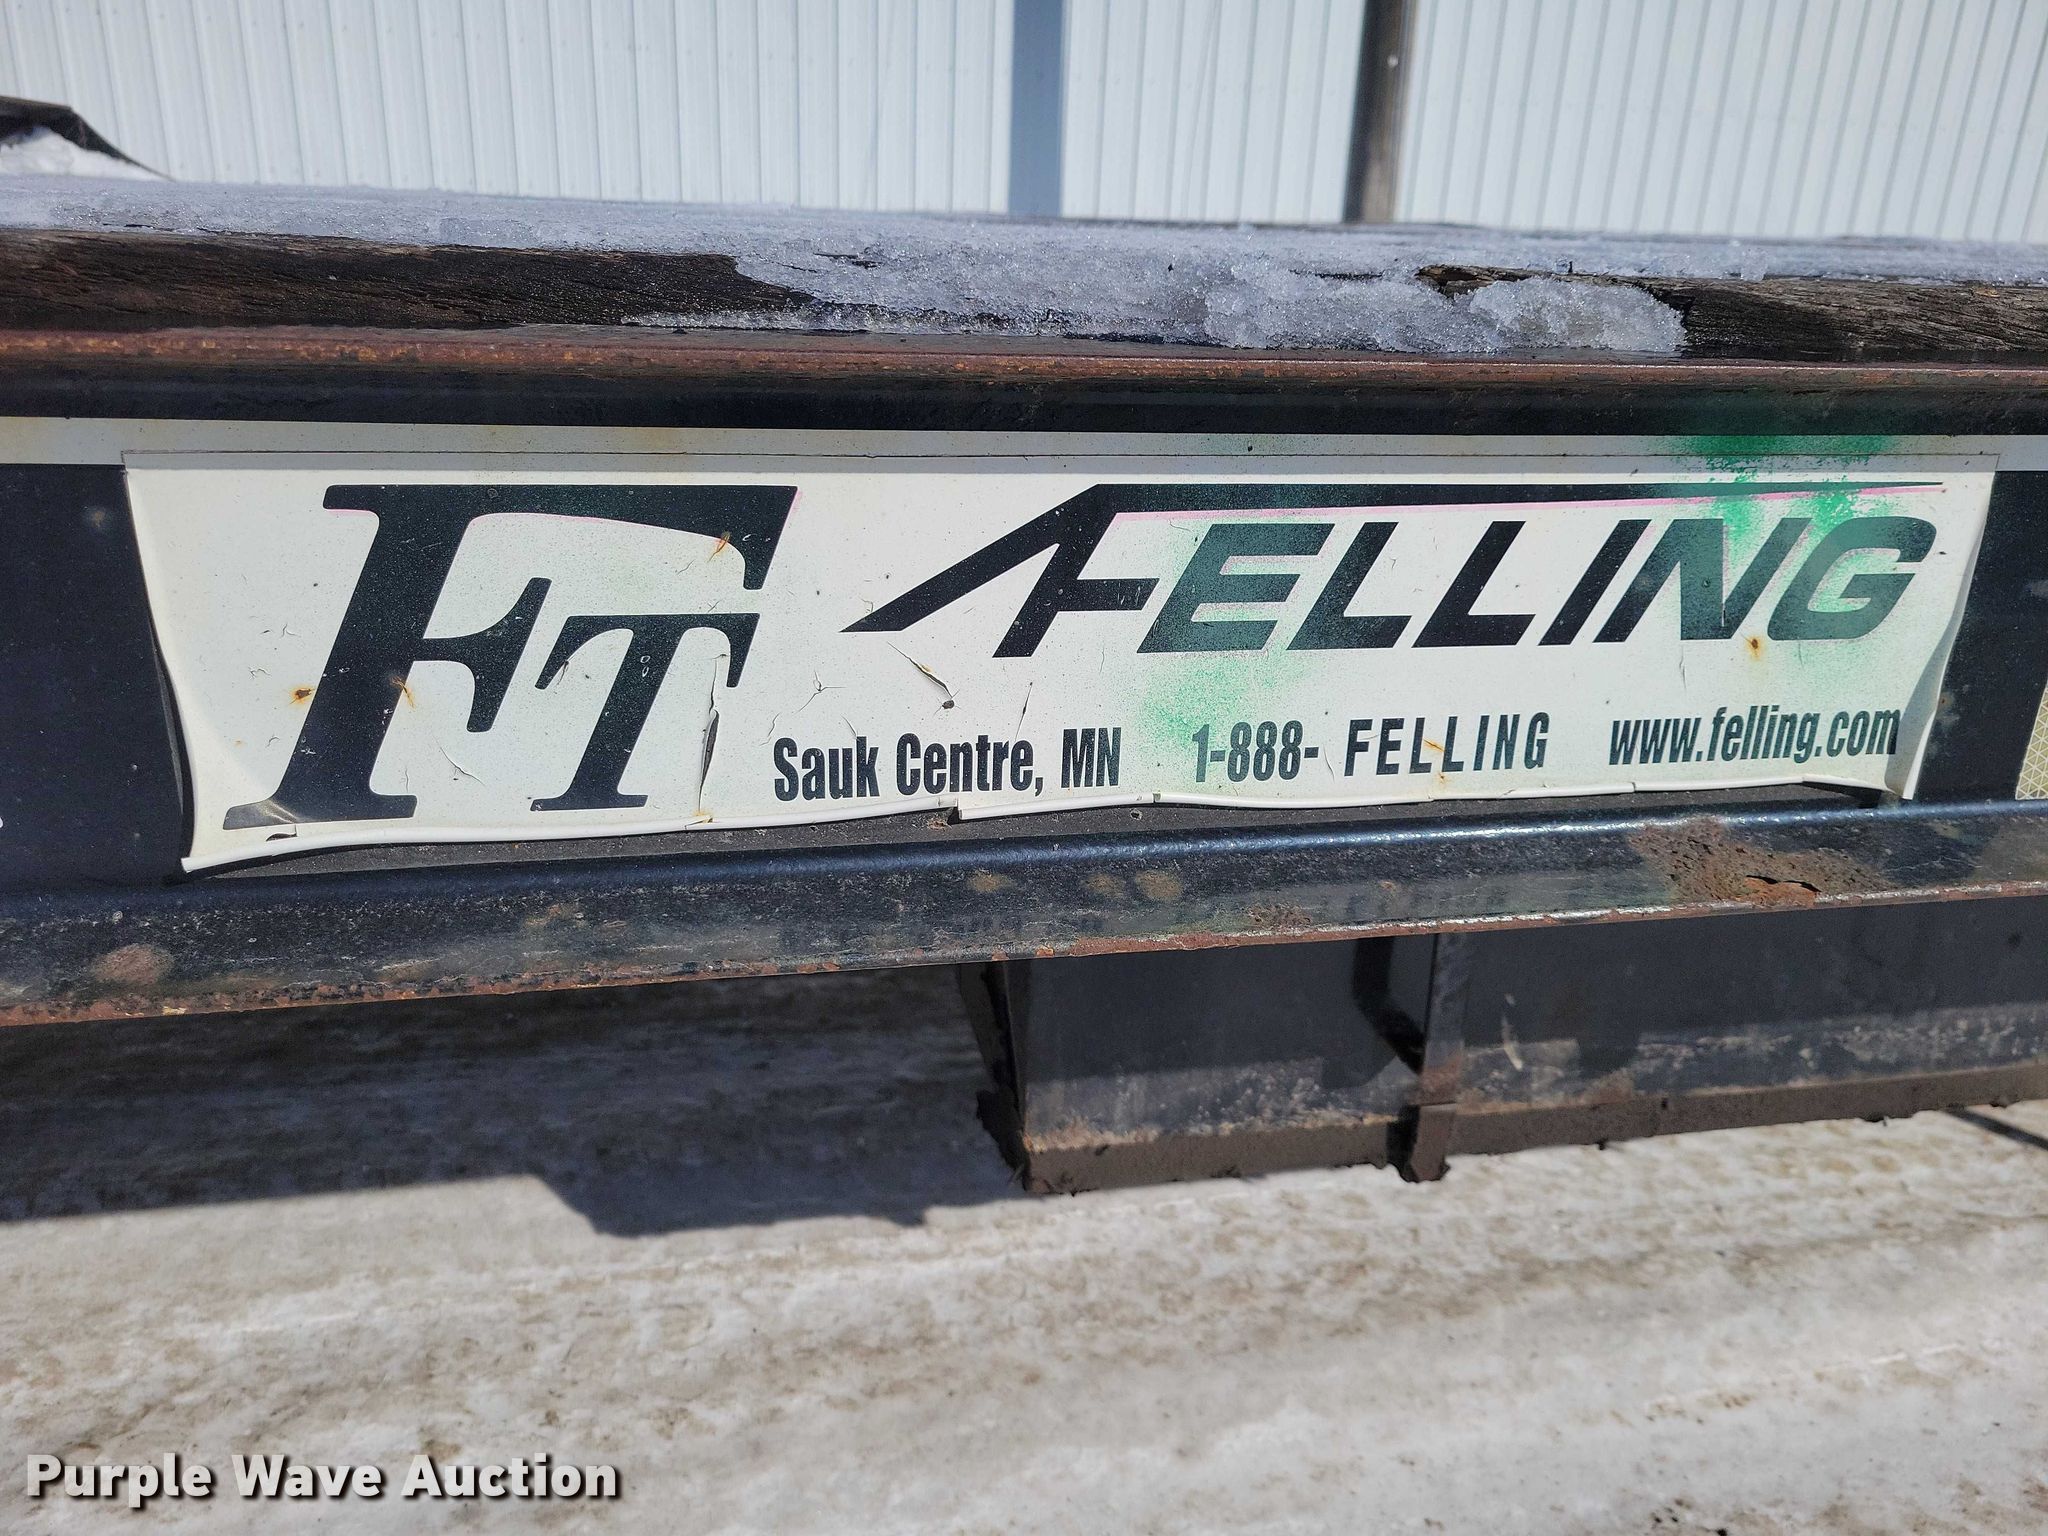 FT FELLING
Sauk Centre, MN 1-888- FELLING www.felling.com
Purple Wave Auction